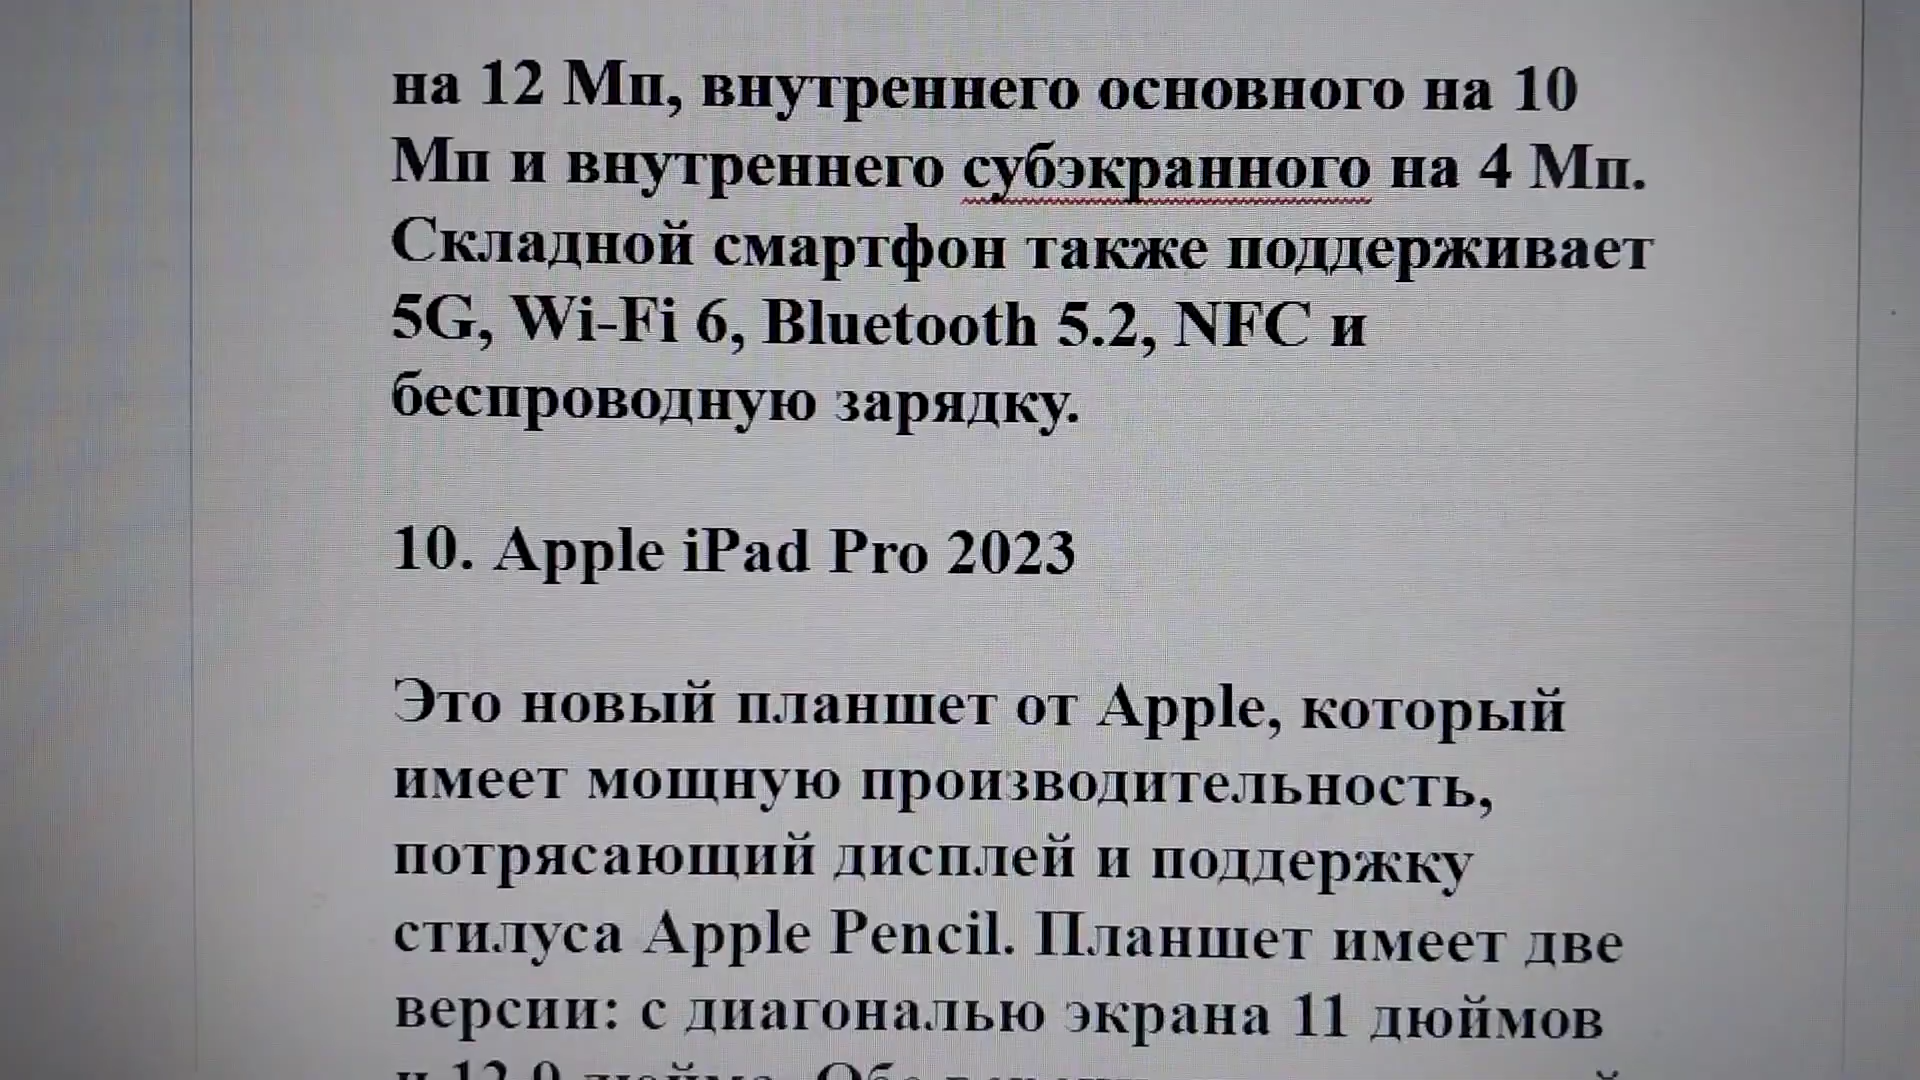 на 12 Мп, внутреннего основного на 10
Мп и внутреннего субэкранного на 4 Мп.
Складной смартфон также поддерживает
5G, Wi-Fi 6, Bluetooth 5.2, NFC и
беспроводную зарядку.
10. Apple iPad Pro 2023
Это новый планшет от Apple, который
имеет мощную производительность,
потрясающий дисплей и поддержку
стилуса Apple Pencil. Планшет имеет две
версии: с диагональю экрана 11 дюймов